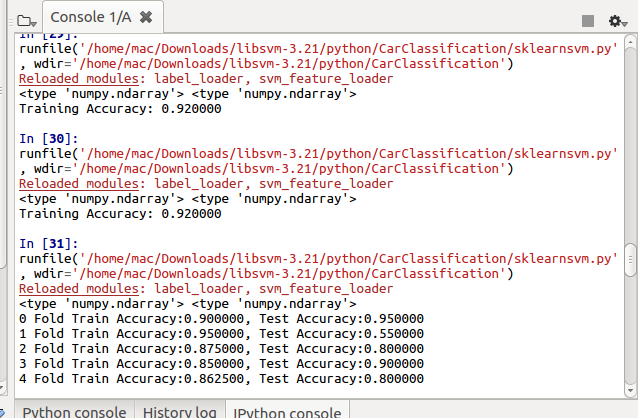 Console 1/A
In [29]:
runfile('/home/mac/Downloads/libsvm-3.21/python/CarClassification/sklearnsvm.py'
, wdir='/home/mac/Downloads/libsvm-3.21/python/CarClassification')
Reloaded modules: label_loader, svm_feature_loader
<type 'numpy.ndarray'> <type 'numpy.ndarray'>
Training Accuracy: 0.920000
In [30]:
runfile('/home/mac/Downloads/libsvm-3.21/python/CarClassification/sklearnsvm.py'
, wdir='/home/mac/Downloads/libsvm-3.21/python/CarClassification')
Reloaded modules: label_loader, svm_feature_loader
<type 'numpy.ndarray'> <type 'numpy.ndarray'>
Training Accuracy: 0.920000
In [31]:
runfile('/home/mac/Downloads/libsvm-3.21/python/CarClassification/sklearnsvm.py'
, wdir='/home/mac/Downloads/libsvm-3.21/python/CarClassification')
Reloaded modules: label_loader, svm_feature_loader
<type 'numpy.ndarray'> <type 'numpy.ndarray'>
0 Fold Train Accuracy:0.900000, Test Accuracy:0.950000
1 Fold Train Accuracy:0.950000, Test Accuracy:0.550000
2 Fold Train Accuracy:0.875000, Test Accuracy:0.800000
3 Fold Train Accuracy:0.850000, Test Accuracy:0.900000
4 Fold Train Accuracy:0.862500, Test Accuracy:0.800000
Python console History log IPython console